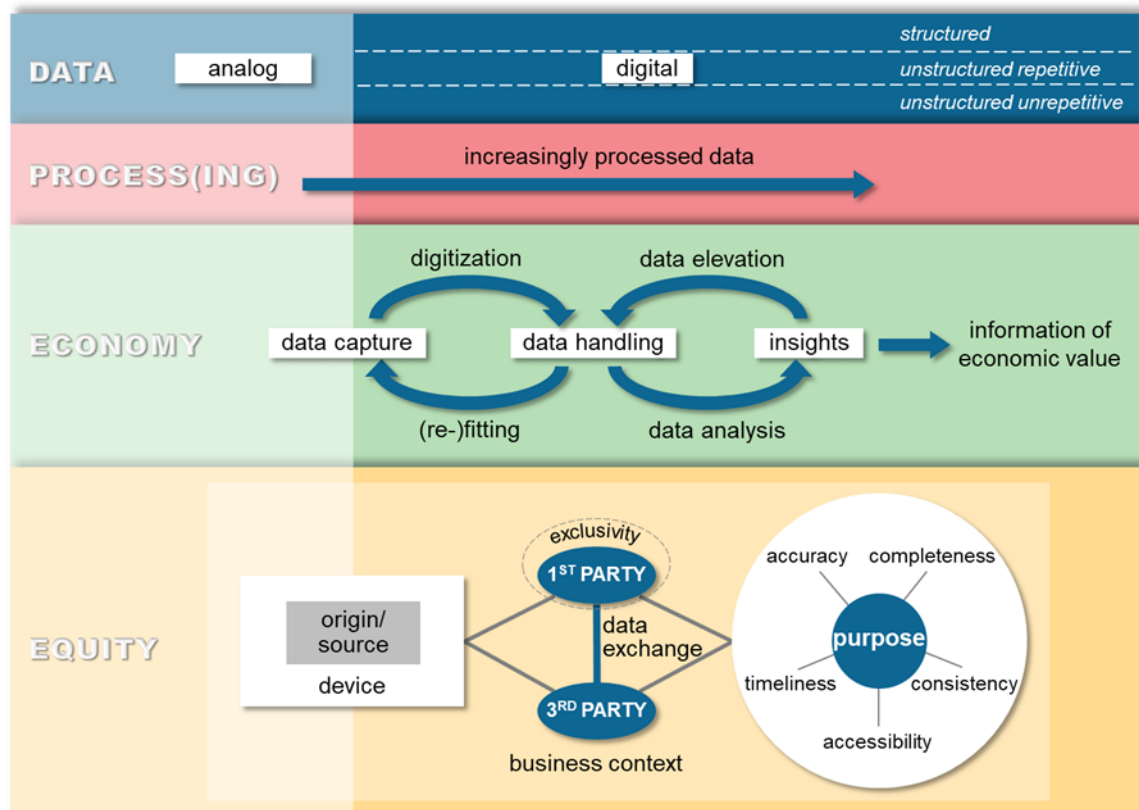 DATA
analog
digital
structured
unstructured repetitive
unstructured unrepetitive
PROCESS(ING)
increasingly processed data
ECONOMY
digitization
data elevation
data capture
data handling
insights
information of
economic value
(re-)fitting
data analysis
EQUITY
origin/
source
device
exclusivity
1ST PARTY
data
exchange
3RD PARTY
business context
accuracy
completeness
purpose
timeliness
consistency
accessibility